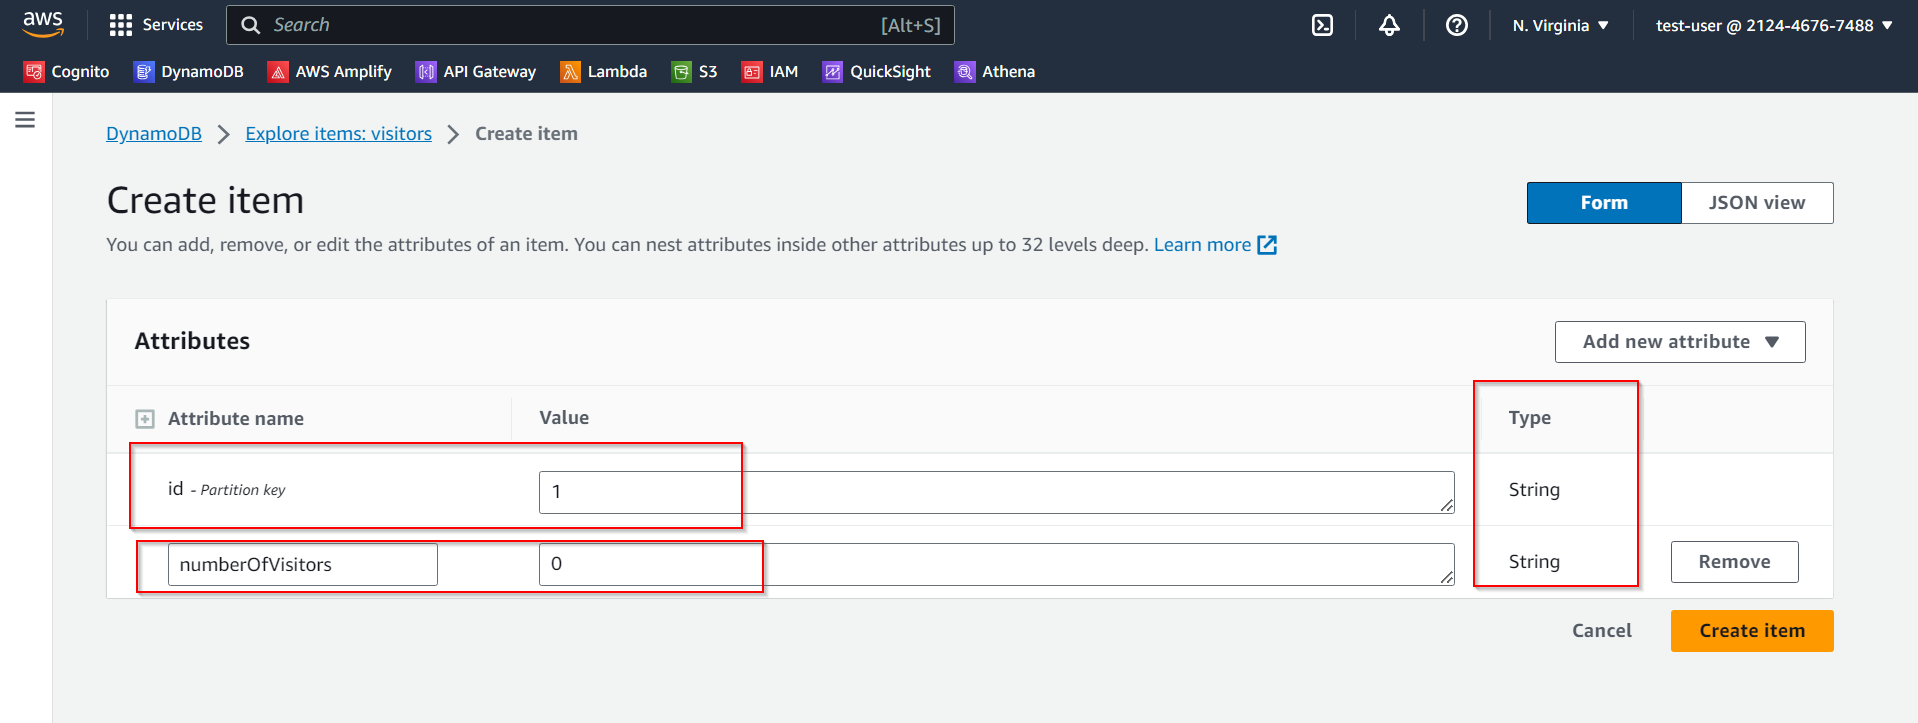 aws Services Search [Alt+S] N. Virginia test-user @ 2124-4676-7488
Cognito DynamoDB AWS Amplify API Gateway Lambda S3 IAM QuickSight Athena
DynamoDB Explore items: visitors Create item
Create item
Form JSON view
You can add, remove, or edit the attributes of an item. You can nest attributes inside other attributes up to 32 levels deep. Learn more
Attributes Add new attribute
Attribute name Value Type
id - Partition key 1 String
numberOfVisitors 0 String Remove
Cancel Create item